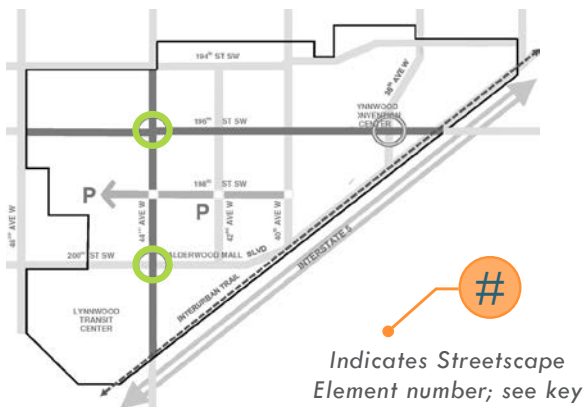 194TH ST SW
36TH AVE W
LYNNWOOD
CONVENTION
CENTER
196TH ST SW
P
198TH ST SW
P
46TH AVE W
44TH AVE W
42ND AVE W
40TH AVE W
200TH ST SW
ALDERWOOD MALL BLVD
INTERSTATE 5
INTERURBAN TRAIL
LYNNWOOD
TRANSIT
CENTER
#
Indicates Streetscape
Element number; see key